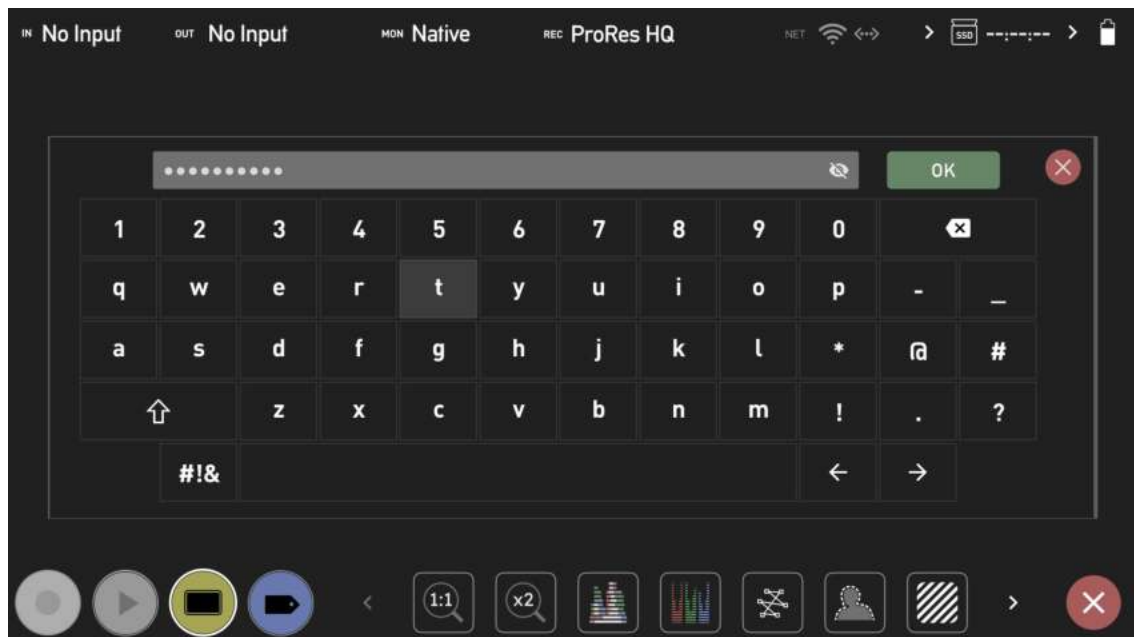 IN No Input OUT No Input MON Native REC ProRes HQ NET SSD --:--:--
●●●●●●●●●● OK
1 2 3 4 5 6 7 8 9 0
q w e r t y u i o p - _
a s d f g h j k l * @ #
z x c v b n m ! . ?
#!&
1:1 x2